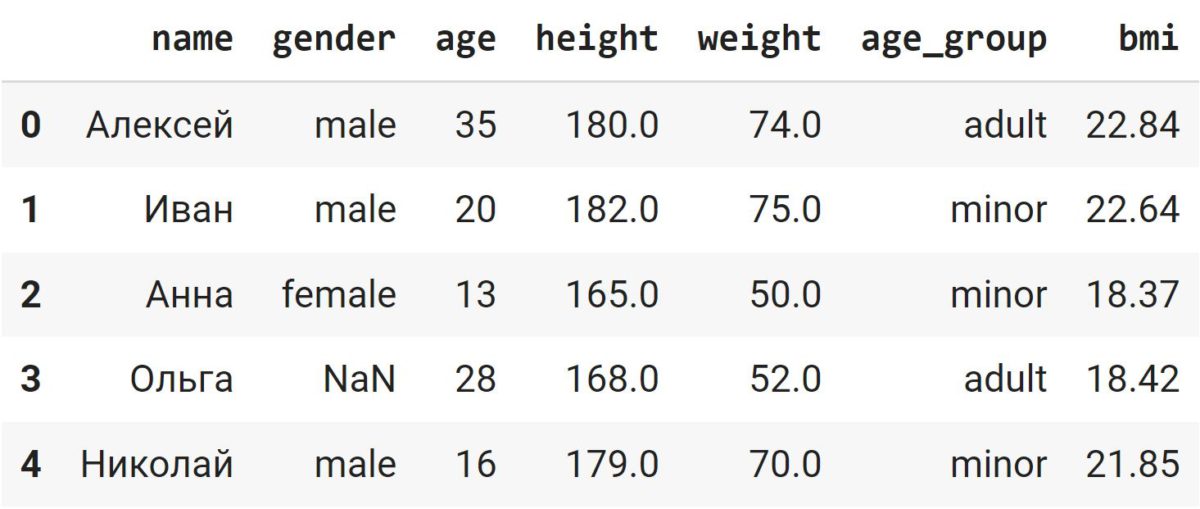 name gender age height weight age_group bmi
0 Алексей male 35 180.0 74.0 adult 22.84
1 Иван male 20 182.0 75.0 minor 22.64
2 Анна female 13 165.0 50.0 minor 18.37
3 Ольга NaN 28 168.0 52.0 adult 18.42
4 Николай male 16 179.0 70.0 minor 21.85